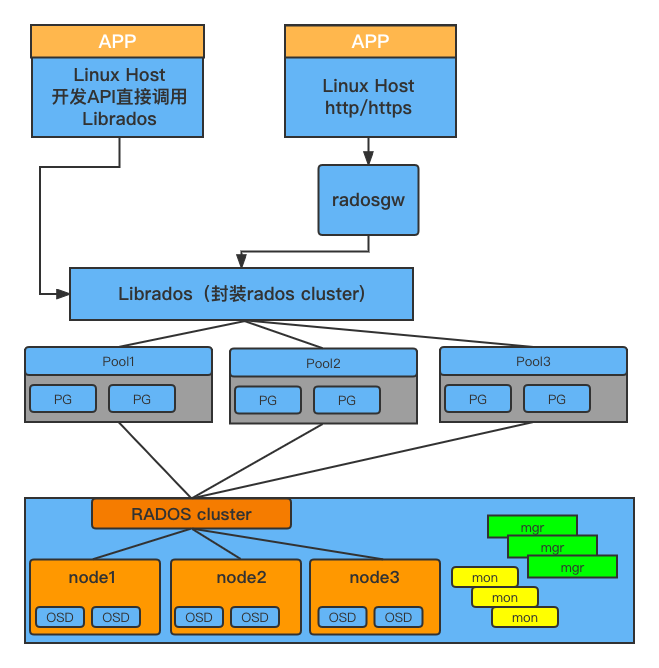 APP
Linux Host
开发API直接调用
Librados
APP
Linux Host
http/https
radosgw
Librados（封装rados cluster）
Pool1
PG
PG
Pool2
PG
PG
Pool3
PG
PG
RADOS cluster
node1
OSD
OSD
node2
OSD
OSD
node3
OSD
OSD
mgr
mgr
mgr
mon
mon
mon